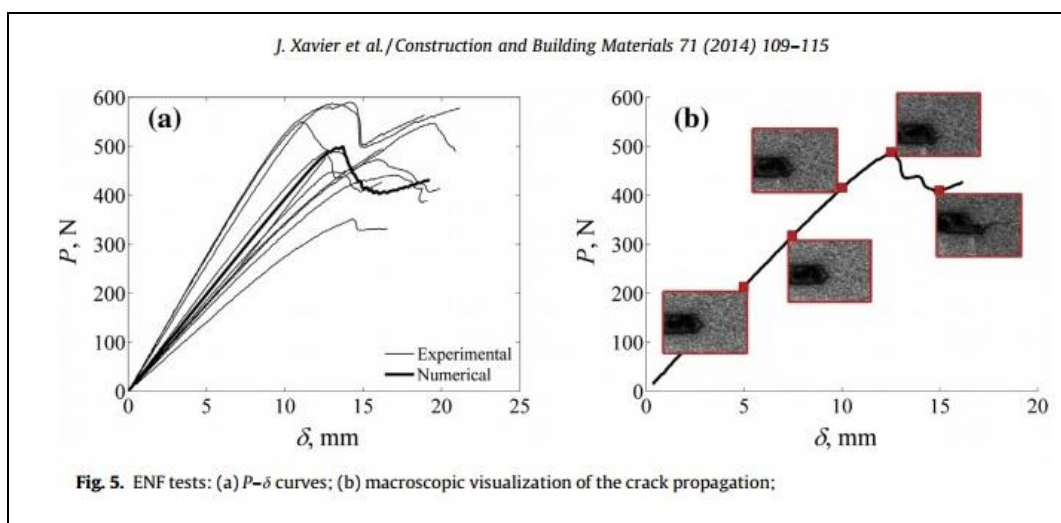 J. Xavier et al. / Construction and Building Materials 71 (2014) 109–115
(a)
600
500
400
300
200
100
0
P, N
0 5 10 15 20 25
δ, mm
Experimental
Numerical
(b)
600
500
400
300
200
100
0
P, N
0 5 10 15 20
δ, mm
Fig. 5. ENF tests: (a) P–δ curves; (b) macroscopic visualization of the crack propagation;